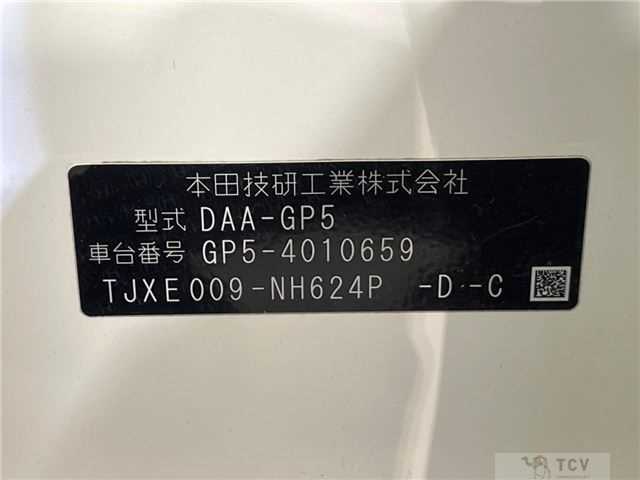 本田技研工業株式会社
型式 DAA-GP5
車台番号 GP5-4010659
TJXE009-NH624P -D-C
TCV